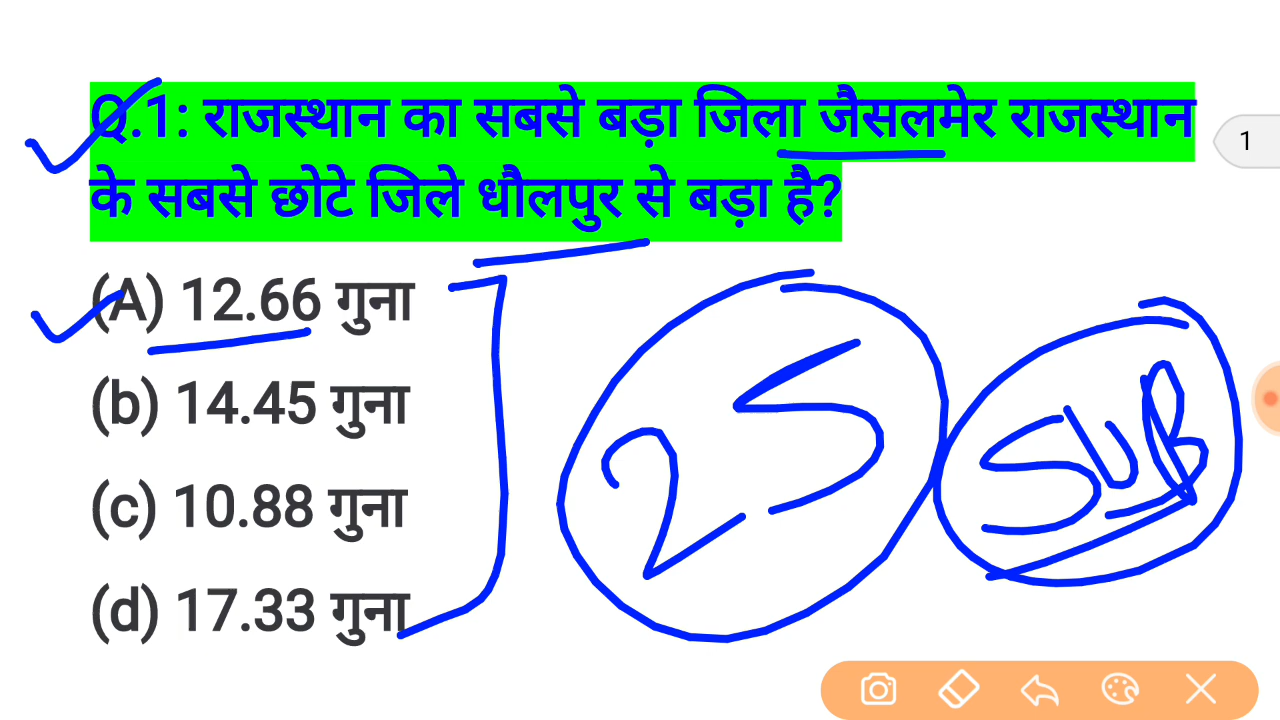 Q.1: राजस्थान का सबसे बड़ा जिला जैसलमेर राजस्थान
के सबसे छोटे जिले धौलपुर से बड़ा है?
1
(A) 12.66 गुना
(b) 14.45 गुना
(c) 10.88 गुना
(d) 17.33 गुना
25
SUB